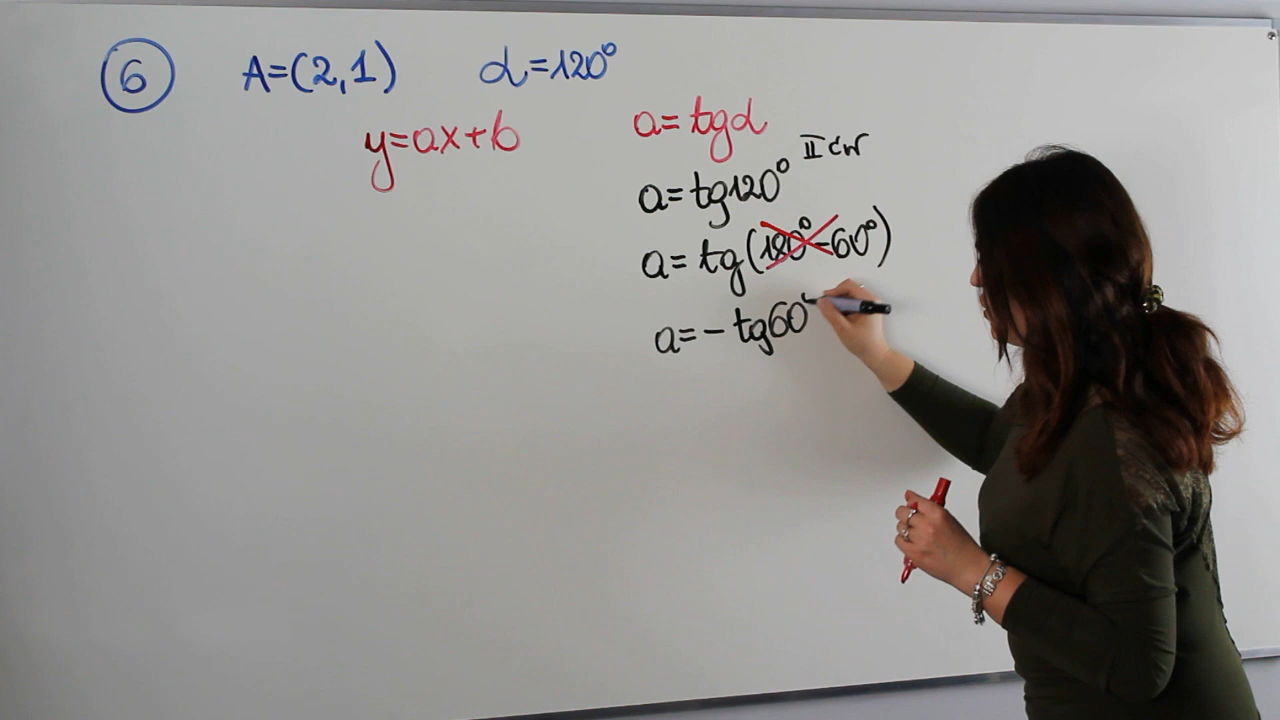 6 A=(2,1) α=120°
y=ax+b a=tgα
a=tg120° II ćw
a=tg(180°-60°)
a=-tg60°